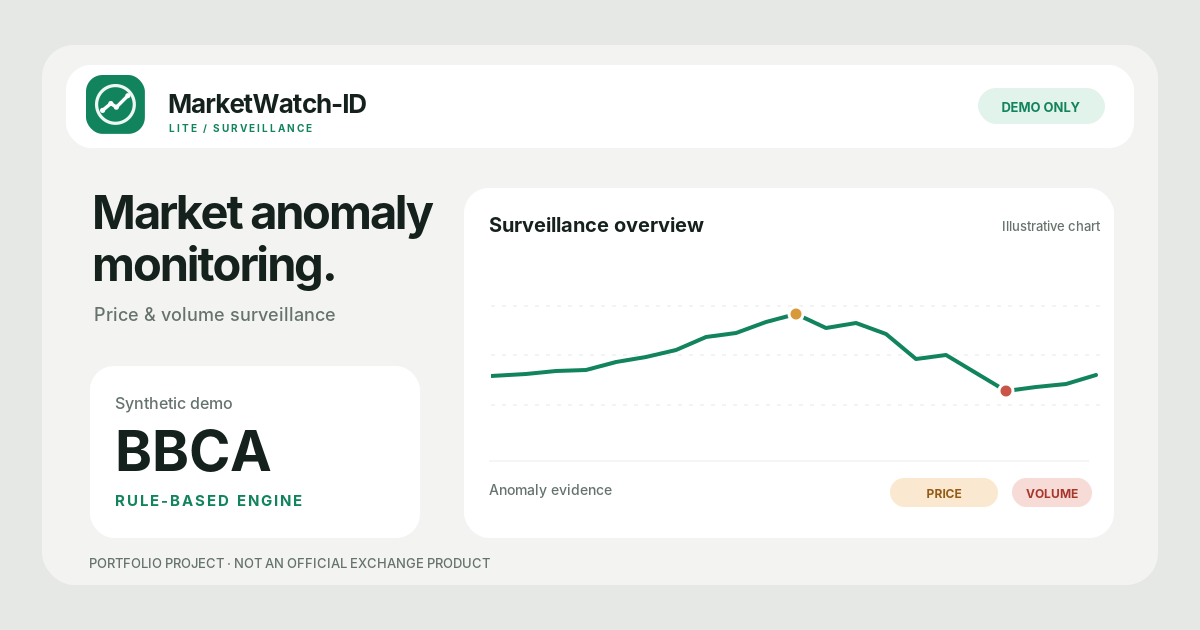 MarketWatch-ID
LITE / SURVEILLANCE
DEMO ONLY
Market anomaly
monitoring.
Price & volume surveillance
Synthetic demo
BBCA
RULE-BASED ENGINE
Surveillance overview
Illustrative chart
Anomaly evidence
PRICE
VOLUME
PORTFOLIO PROJECT · NOT AN OFFICIAL EXCHANGE PRODUCT